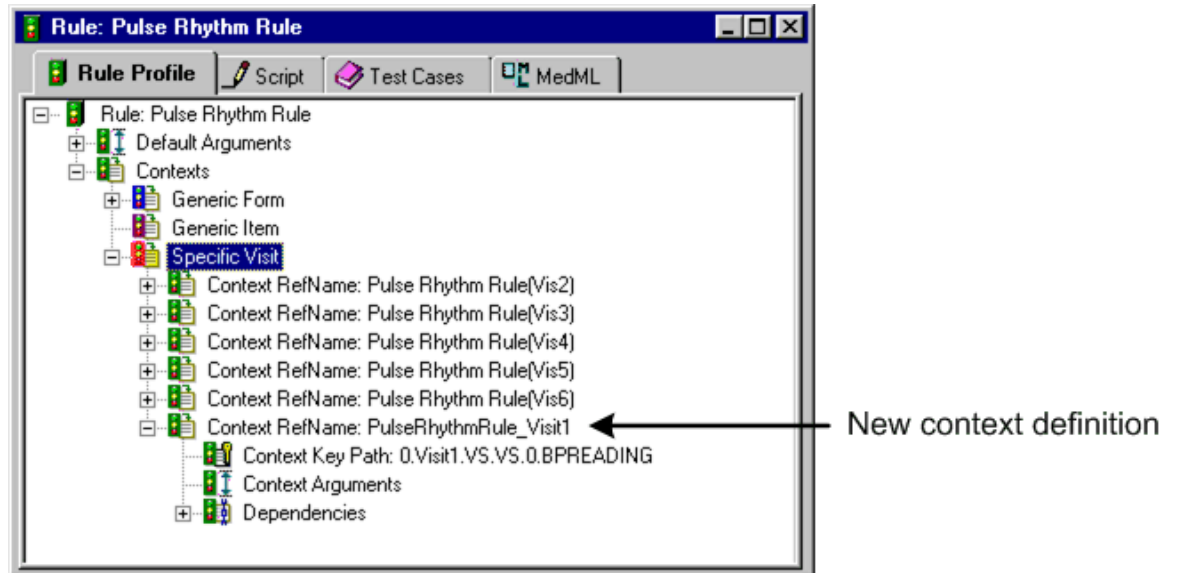 Rule: Pulse Rhythm Rule
Rule Profile Script Test Cases MedML
Rule: Pulse Rhythm Rule
Default Arguments
Contexts
Generic Form
Generic Item
Specific Visit
Context RefName: Pulse Rhythm Rule(Vis2)
Context RefName: Pulse Rhythm Rule(Vis3)
Context RefName: Pulse Rhythm Rule(Vis4)
Context RefName: Pulse Rhythm Rule(Vis5)
Context RefName: Pulse Rhythm Rule(Vis6)
Context RefName: PulseRhythmRule_Visit1
New context definition
Context Key Path: 0.Visit1.VS.VS.0.BPREADING
Context Arguments
Dependencies